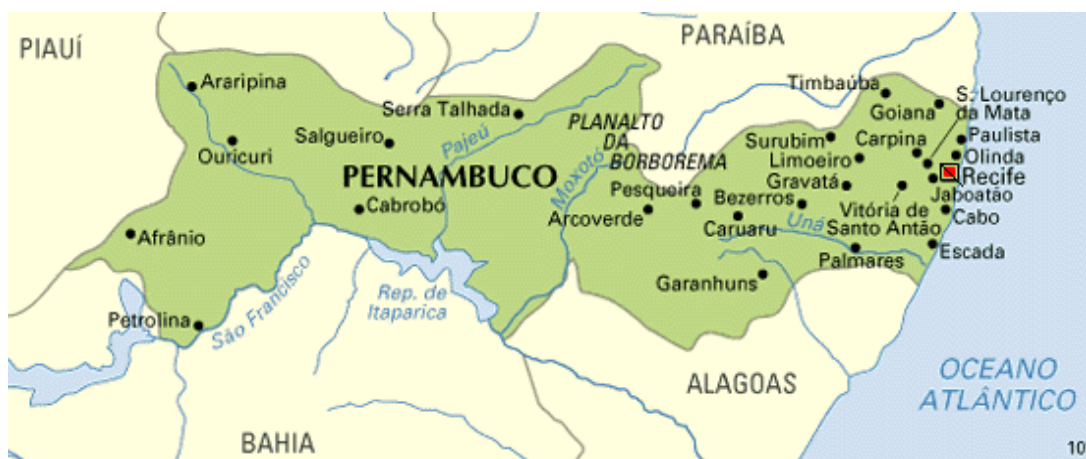 PIAUÍ
PARAÍBA
Araripina
Timbaúba
S. Lourenço
da Mata
Serra Talhada
Goiana
Salgueiro
Pajeú
PLANALTO
DA
BORBOREMA
Surubim
Carpina
Paulista
Ouricuri
Limoeiro
Olinda
PERNAMBUCO
Moxotó
Pesqueira
Gravatá
Recife
Cabrobó
Arcoverde
Bezerros
Jaboatão
Caruaru
Uná
Vitória de
Santo Antão
Cabo
Afrânio
Palmares
Escada
São Francisco
Rep. de
Itaparica
Garanhuns
Petrolina
ALAGOAS
OCEANO
ATLÂNTICO
BAHIA
10